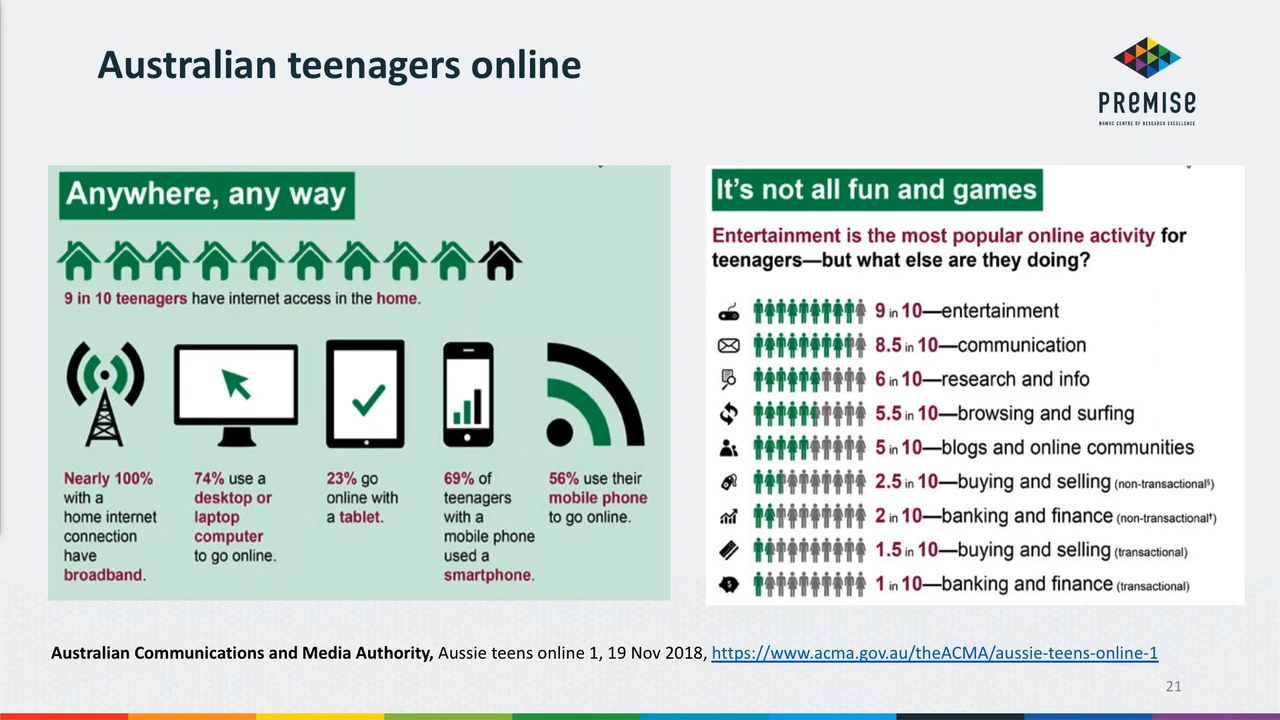 Australian teenagers online
PREMISE
NHMRC CENTRE OF RESEARCH EXCELLENCE
Anywhere, any way
9 in 10 teenagers have internet access in the home.
Nearly 100%
with a
home internet
connection
have
broadband.
74% use a
desktop or
laptop
computer
to go online.
23% go
online with
a tablet.
69% of
teenagers
with a
mobile phone
used a
smartphone.
56% use their
mobile phone
to go online.
It's not all fun and games
Entertainment is the most popular online activity for
teenagers—but what else are they doing?
9 in 10—entertainment
8.5 in 10—communication
6 in 10—research and info
5.5 in 10—browsing and surfing
5 in 10—blogs and online communities
2.5 in 10—buying and selling (non-transactional§)
2 in 10—banking and finance (non-transactional†)
1.5 in 10—buying and selling (transactional)
$ 1 in 10—banking and finance (transactional)
Australian Communications and Media Authority, Aussie teens online 1, 19 Nov 2018, https://www.acma.gov.au/theACMA/aussie-teens-online-1
21